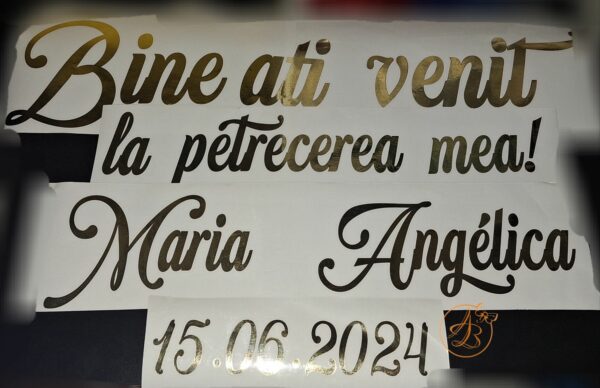 Bine ati venit
la petrecerea mea!
Maria Angélica
15.06.2024